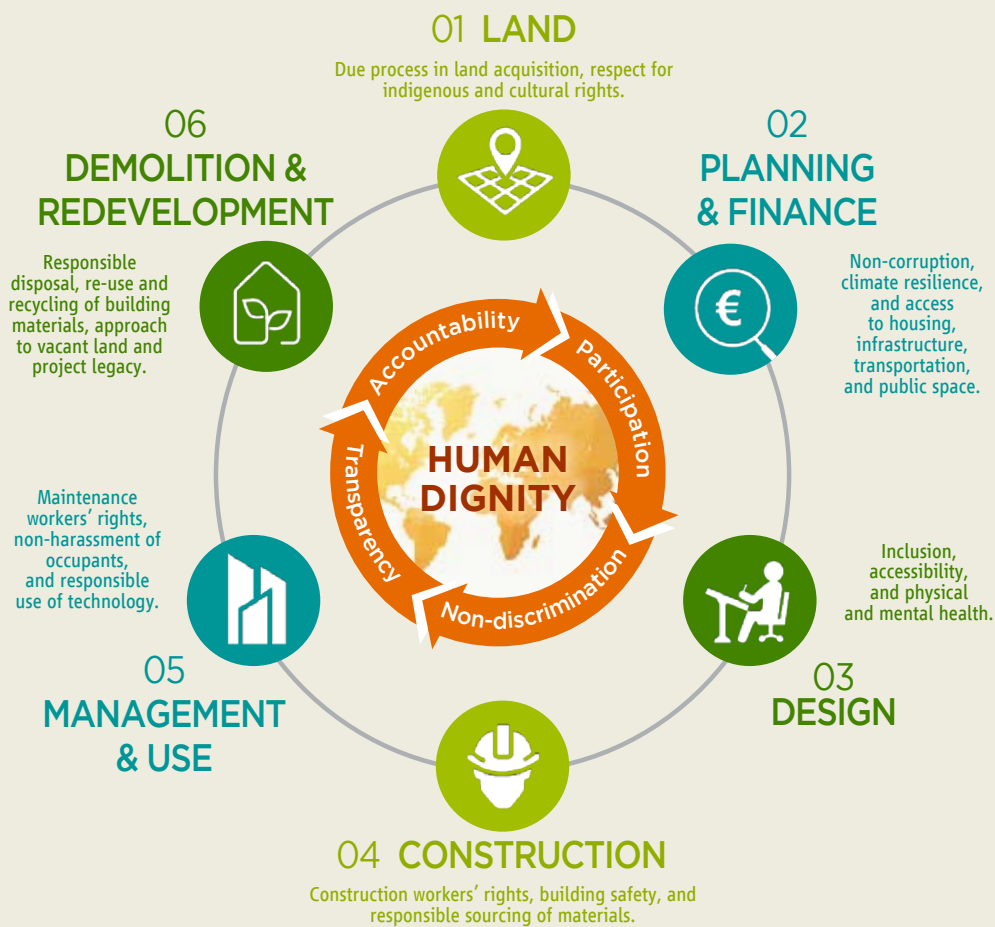 01 LAND
Due process in land acquisition, respect for
indigenous and cultural rights.
02
PLANNING
& FINANCE
Non-corruption,
climate resilience,
and access
to housing,
infrastructure,
transportation,
and public space.
€
03
DESIGN
Inclusion,
accessibility,
and physical
and mental health.
04 CONSTRUCTION
Construction workers’ rights, building safety, and
responsible sourcing of materials.
05
MANAGEMENT
& USE
Maintenance
workers’ rights,
non-harassment of
occupants,
and responsible
use of technology.
06
DEMOLITION &
REDEVELOPMENT
Responsible
disposal, re-use and
recycling of building
materials, approach
to vacant land and
project legacy.
Accountability
Participation
Non-discrimination
Transparency
HUMAN
DIGNITY